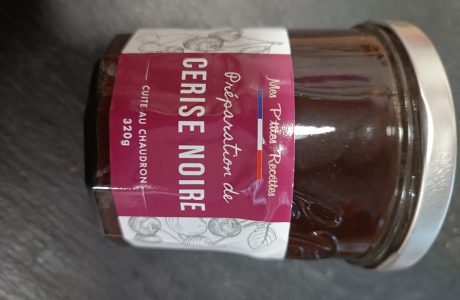 Mes P'tites Recettes
Préparation de
CERISE NOIRE
CUITE AU CHAUDRON
320g